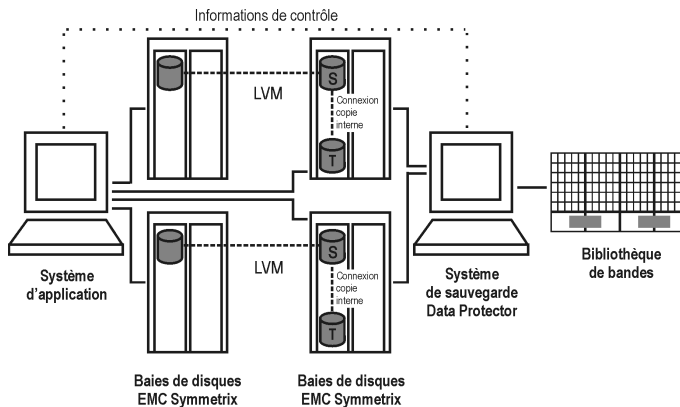 Informations de contrôle
S
LVM
Connexion
copie
interne
T
S
LVM
Connexion
copie
interne
T
Système
d'application
Système
de sauvegarde
Data Protector
Bibliothèque
de bandes
Baies de disques
EMC Symmetrix
Baies de disques
EMC Symmetrix